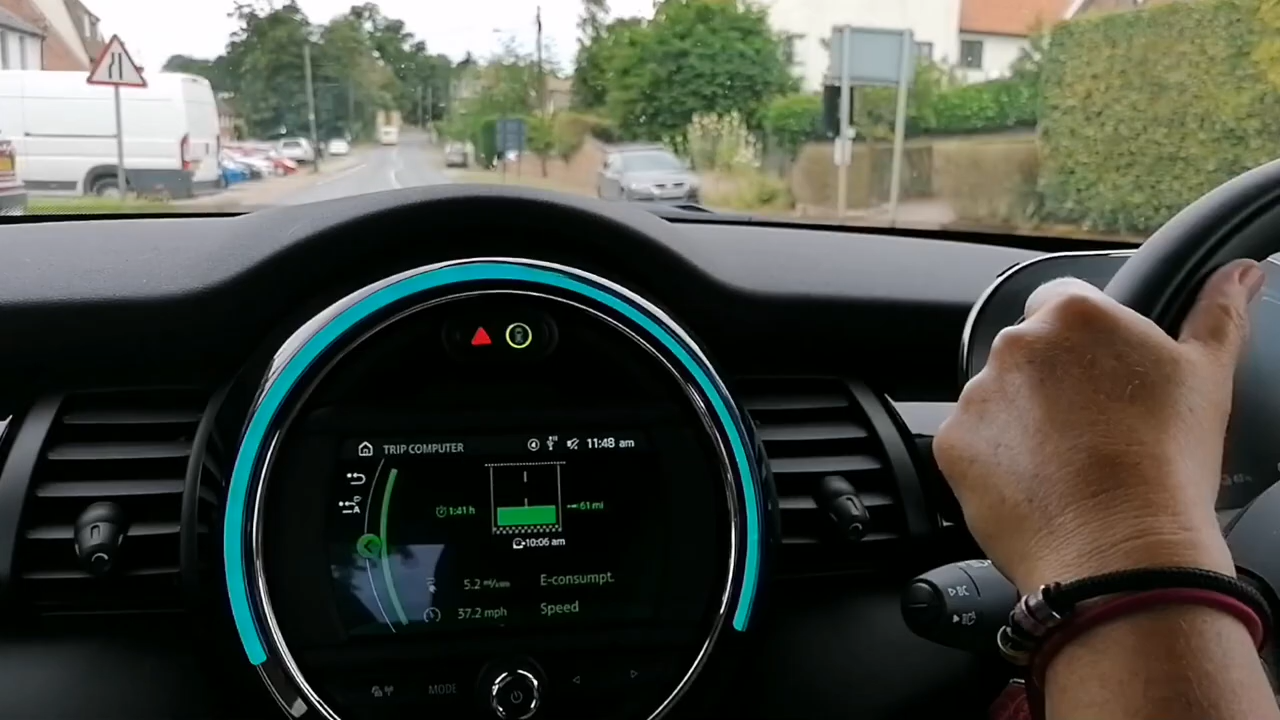 TRIP COMPUTER 11:48 am
1:41 h 61 mi
10:06 am
5.2 mi/kWh E-consumpt.
37.2 mph Speed
MODE